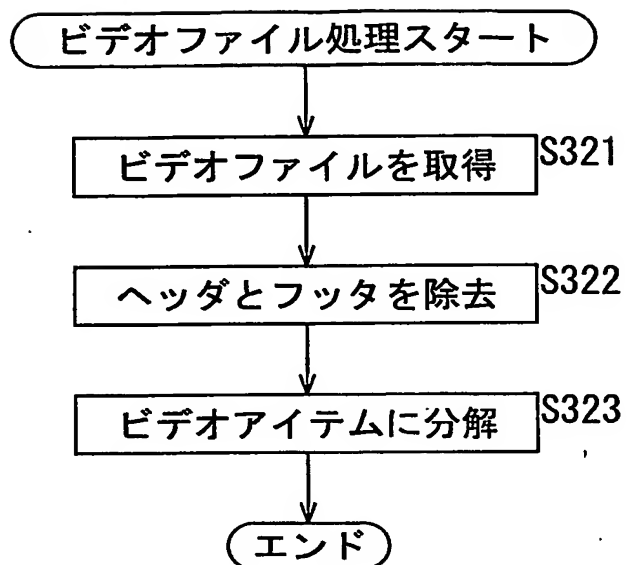 ビデオファイル処理スタート
ビデオファイルを取得 S321
ヘッダとフッタを除去 S322
ビデオアイテムに分解 S323
エンド